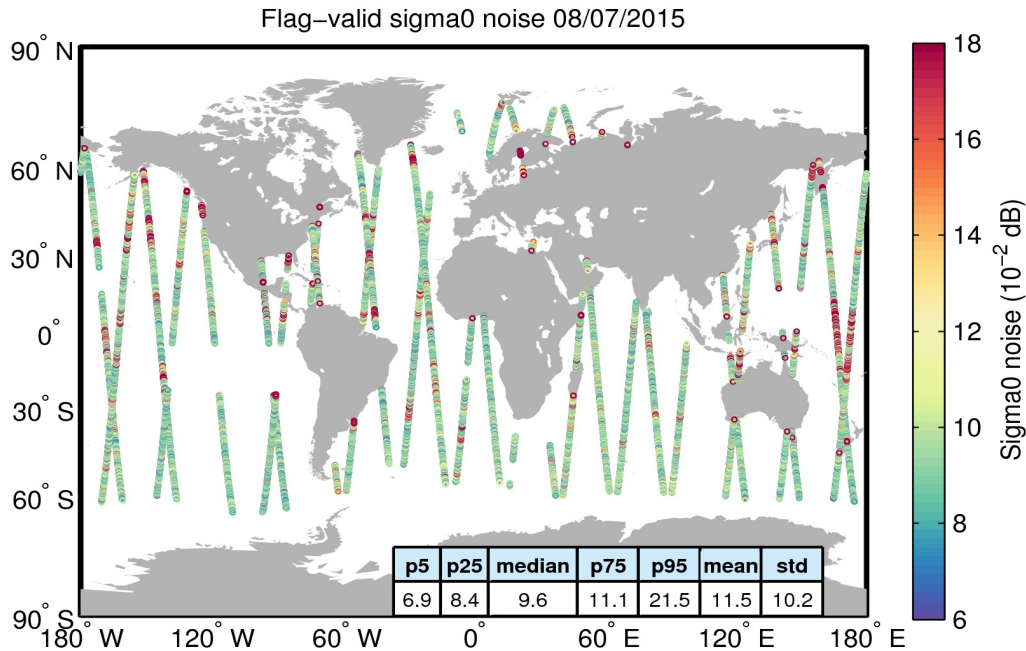 Flag−valid sigma0 noise 08/07/2015
90° N
60° N
30° N
0°
30° S
60° S
90° S
180° W
120° W
60° W
0°
60° E
120° E
180° E
p5 p25 median p75 p95 mean std
6.9 8.4 9.6 11.1 21.5 11.5 10.2
18
16
14
12
10
8
6
Sigma0 noise (10⁻² dB)